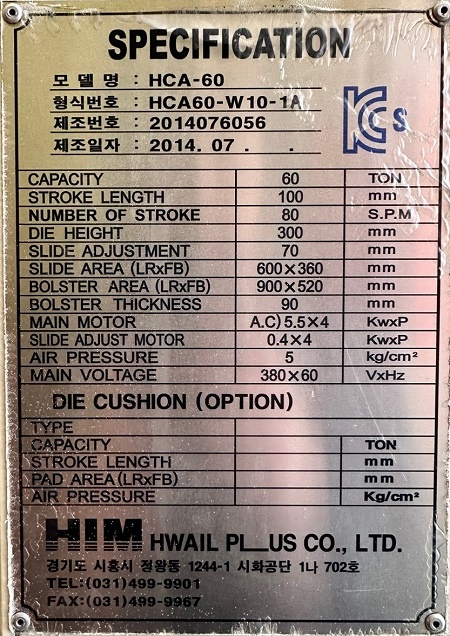 SPECIFICATION
모 델 명 : HCA-60
형식번호 : HCA60-W10-1A
제조번호 : 2014076056
제조일자 : 2014. 07 . .
KCs
CAPACITY 60 TON
STROKE LENGTH 100 mm
NUMBER OF STROKE 80 S.P.M
DIE HEIGHT 300 mm
SLIDE ADJUSTMENT 70 mm
SLIDE AREA (LRxFB) 600×360 mm
BOLSTER AREA (LRxFB) 900×520 mm
BOLSTER THICKNESS 90 mm
MAIN MOTOR A.C) 5.5×4 KwxP
SLIDE ADJUST MOTOR 0.4×4 KwxP
AIR PRESSURE 5 kg/cm²
MAIN VOLTAGE 380×60 VxHz
DIE CUSHION (OPTION)
TYPE
CAPACITY TON
STROKE LENGTH mm
PAD AREA(LRxFB) mm
AIR PRESSURE Kg/cm²
HIM HWAIL PLUS CO., LTD.
경기도 시흥시 정왕동 1244-1 시화공단 1나 702호
TEL:(031)499-9901
FAX:(031)499-9967